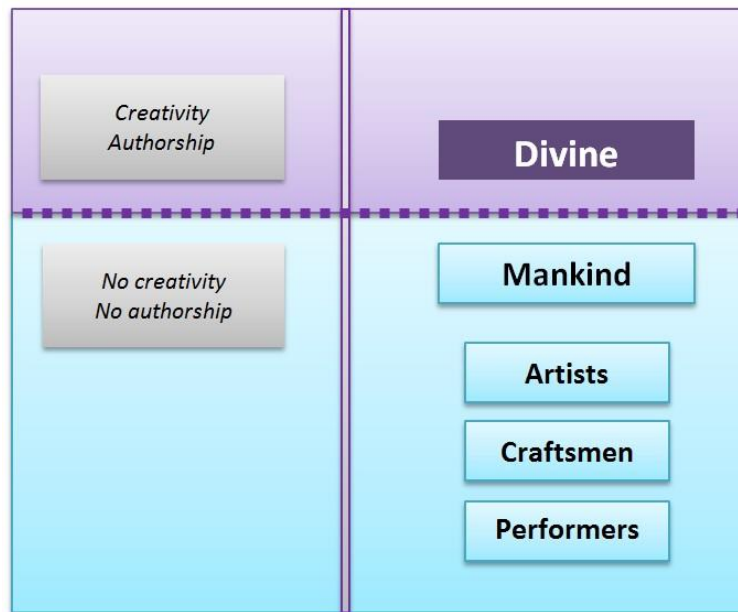 Creativity
Authorship
Divine
No creativity
No authorship
Mankind
Artists
Craftsmen
Performers